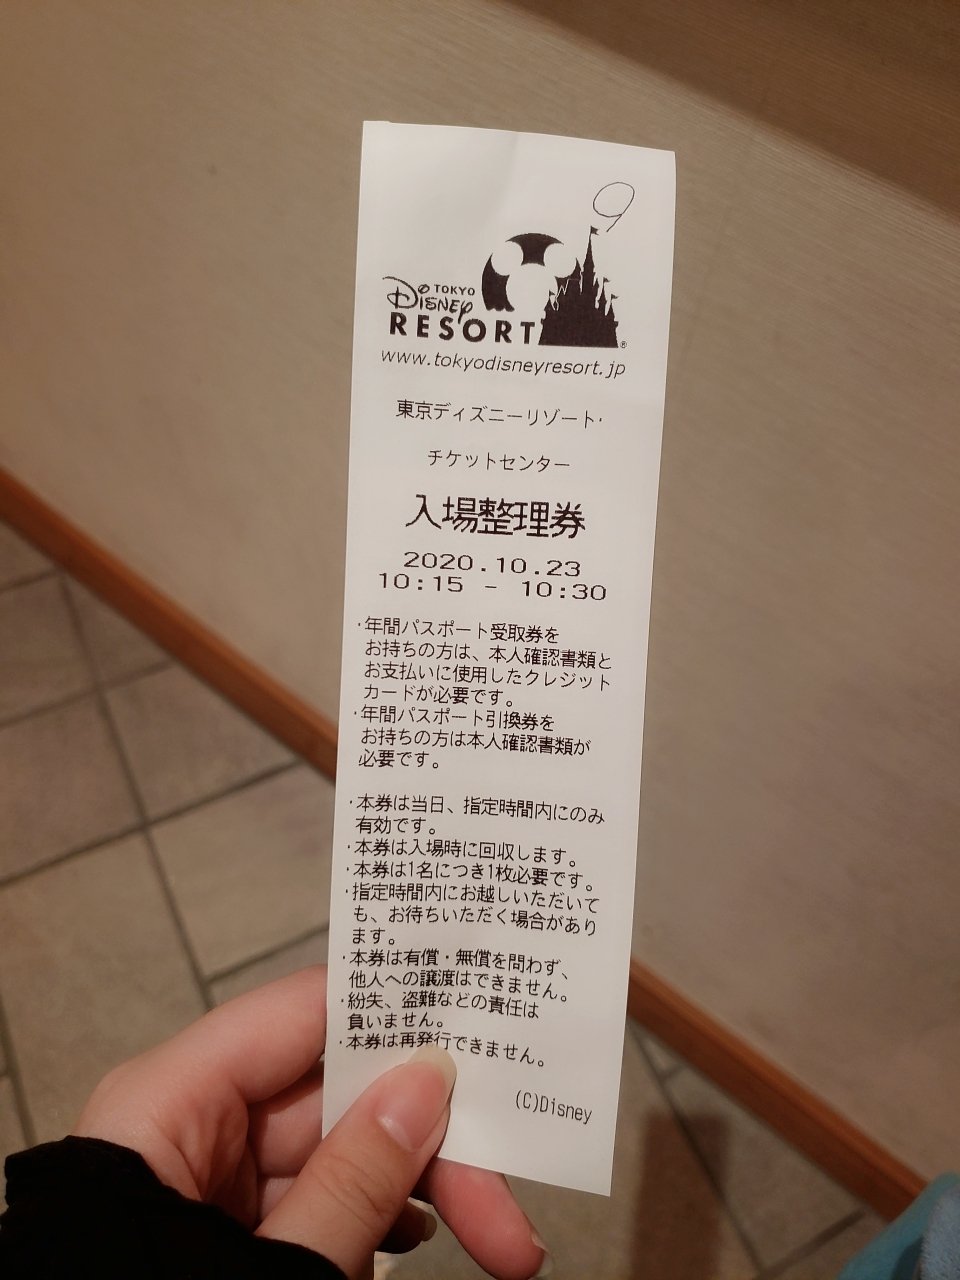 9
TOKYO
Disney
RESORT®
www.tokyodisneyresort.jp
東京ディズニーリゾート・
チケットセンター
入場整理券
2020.10.23
10:15 - 10:30
・年間パスポート受取券を
お持ちの方は、本人確認書類と
お支払いに使用したクレジット
カードが必要です。
・年間パスポート引換券を
お持ちの方は本人確認書類が
必要です。
・本券は当日、指定時間内にのみ
有効です。
・本券は入場時に回収します。
・本券は1名につき1枚必要です。
・指定時間内にお越しいただいて
も、お待ちいただく場合があり
ます。
・本券は有償・無償を問わず、
他人への譲渡はできません。
・紛失、盗難などの責任は
負いません。
・本券は再発行できません。
(C)Disney